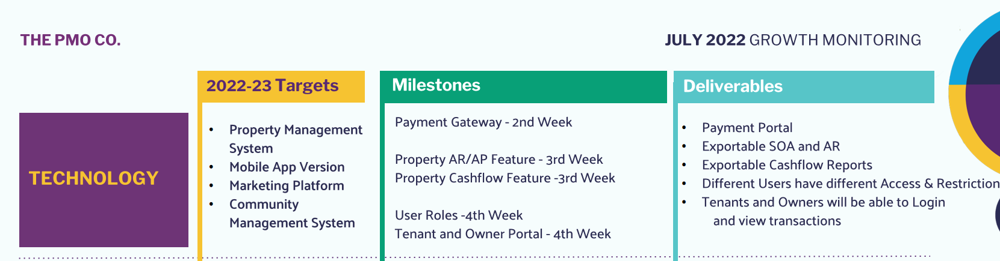 THE PMO CO.
JULY 2022 GROWTH MONITORING
2022-23 Targets
Milestones
Deliverables
TECHNOLOGY
• Property Management
System
• Mobile App Version
• Marketing Platform
• Community
Management System
Payment Gateway - 2nd Week
Property AR/AP Feature - 3rd Week
Property Cashflow Feature -3rd Week
User Roles -4th Week
Tenant and Owner Portal - 4th Week
• Payment Portal
• Exportable SOA and AR
• Exportable Cashflow Reports
• Different Users have different Access & Restriction
• Tenants and Owners will be able to Login
and view transactions